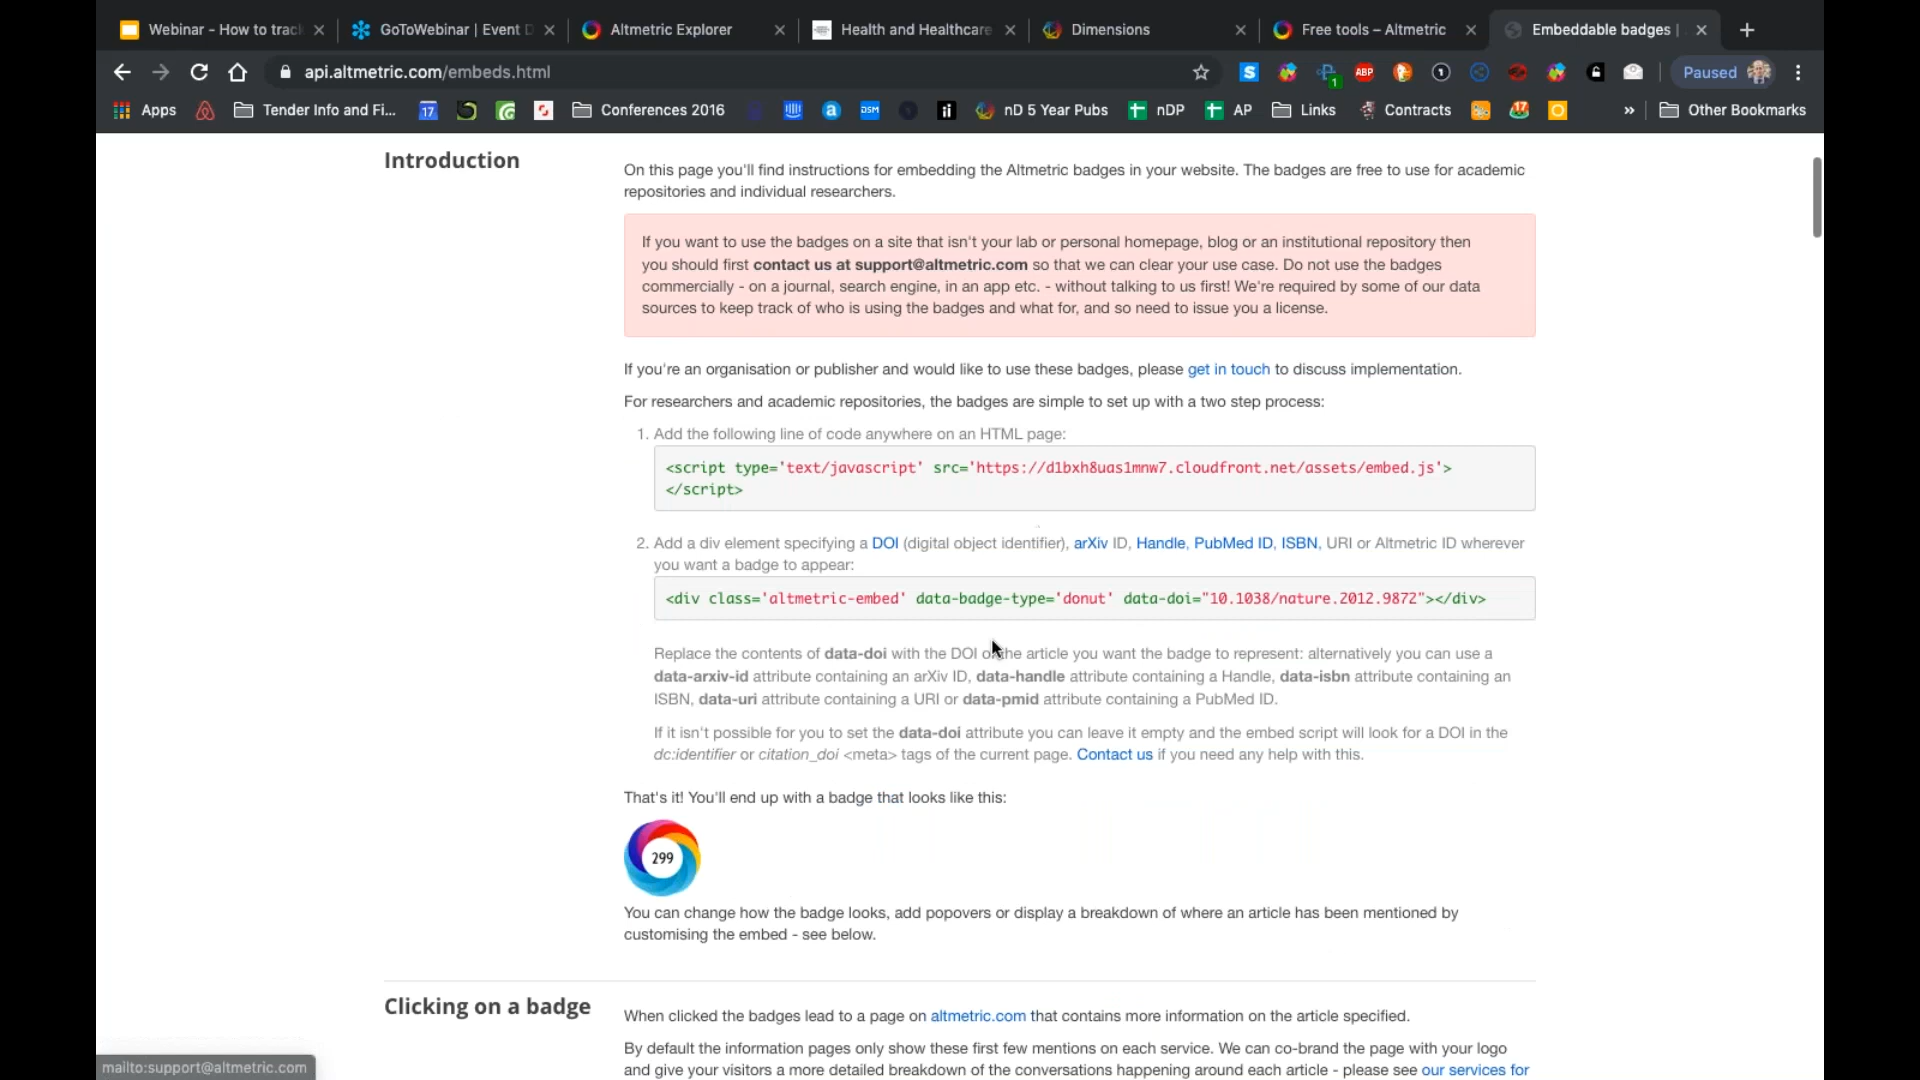 Webinar - How to track
GoToWebinar | Event D
Altmetric Explorer
Health and Healthcare
Dimensions
Free tools – Altmetric
Embeddable badges |
api.altmetric.com/embeds.html
S
1
ABP
Paused
Apps
Tender Info and Fi...
17
Conferences 2016
a
DSM
ii
nD 5 Year Pubs
nDP
AP
Links
Contracts
17
»
Other Bookmarks
Introduction
On this page you'll find instructions for embedding the Altmetric badges in your website. The badges are free to use for academic
repositories and individual researchers.
If you want to use the badges on a site that isn't your lab or personal homepage, blog or an institutional repository then
you should first contact us at support@altmetric.com so that we can clear your use case. Do not use the badges
commercially - on a journal, search engine, in an app etc. - without talking to us first! We're required by some of our data
sources to keep track of who is using the badges and what for, and so need to issue you a license.
If you're an organisation or publisher and would like to use these badges, please get in touch to discuss implementation.
For researchers and academic repositories, the badges are simple to set up with a two step process:
1. Add the following line of code anywhere on an HTML page:
<script type='text/javascript' src='https://d1bxh8uas1mnw7.cloudfront.net/assets/embed.js'>
</script>
2. Add a div element specifying a DOI (digital object identifier), arXiv ID, Handle, PubMed ID, ISBN, URI or Altmetric ID wherever
you want a badge to appear:
<div class='altmetric-embed' data-badge-type='donut' data-doi="10.1038/nature.2012.9872"></div>
Replace the contents of data-doi with the DOI of the article you want the badge to represent: alternatively you can use a
data-arxiv-id attribute containing an arXiv ID, data-handle attribute containing a Handle, data-isbn attribute containing an
ISBN, data-uri attribute containing a URI or data-pmid attribute containing a PubMed ID.
If it isn't possible for you to set the data-doi attribute you can leave it empty and the embed script will look for a DOI in the
dc:identifier or citation_doi <meta> tags of the current page. Contact us if you need any help with this.
That's it! You'll end up with a badge that looks like this:
299
You can change how the badge looks, add popovers or display a breakdown of where an article has been mentioned by
customising the embed - see below.
Clicking on a badge
When clicked the badges lead to a page on altmetric.com that contains more information on the article specified.
By default the information pages only show these first few mentions on each service. We can co-brand the page with your logo
and give your visitors a more detailed breakdown of the conversations happening around each article - please see our services for
mailto:support@altmetric.com